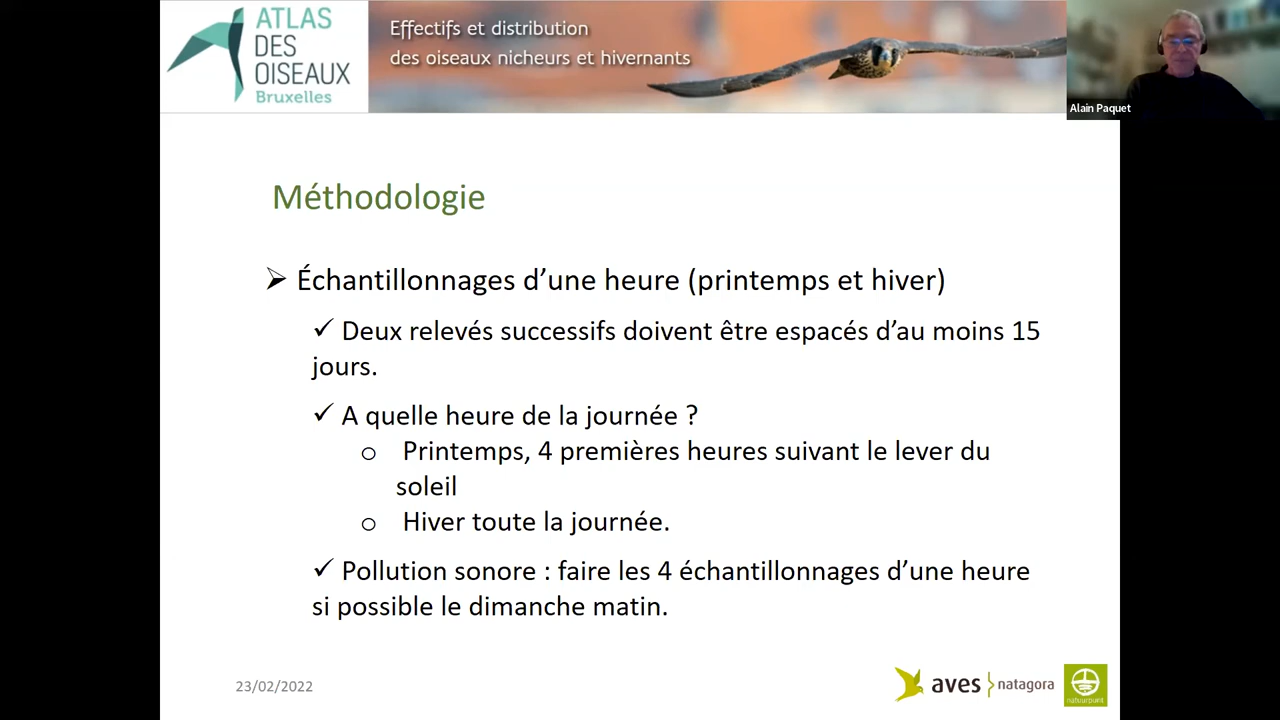 ATLAS
DES
OISEAUX
Bruxelles
Effectifs et distribution
des oiseaux nicheurs et hivernants
Alain Paquet
Méthodologie
Échantillonnages d’une heure (printemps et hiver)
Deux relevés successifs doivent être espacés d’au moins 15
jours.
A quelle heure de la journée ?
Printemps, 4 premières heures suivant le lever du
soleil
Hiver toute la journée.
Pollution sonore : faire les 4 échantillonnages d’une heure
si possible le dimanche matin.
23/02/2022
aves natagora
natuurpunt